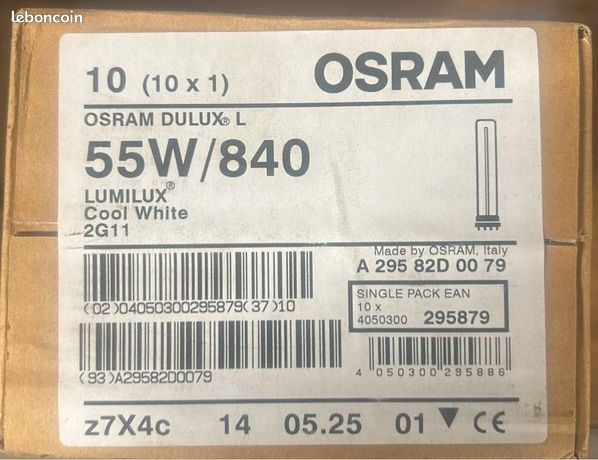 leboncoin
10 (10 x 1) OSRAM
OSRAM DULUX® L
55W/840
LUMILUX®
Cool White
2G11
Made by OSRAM, Italy
A 295 82D 00 79
SINGLE PACK EAN
10 x
4050300 295879
(02)04050300295879(37)10
(93)A29582D0079
4 050300 295886
z7X4c 14 05.25 01 ▼ CE